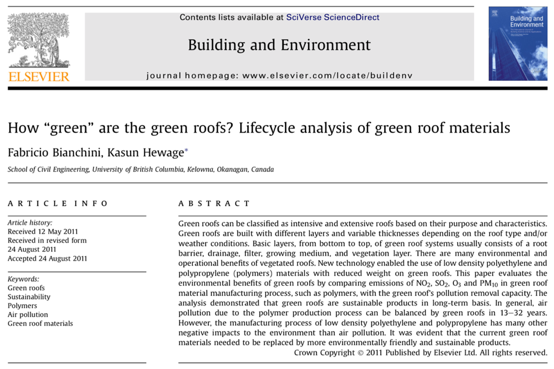 Contents lists available at SciVerse ScienceDirect
Building and Environment
journal homepage: www.elsevier.com/locate/buildenv
ELSEVIER
Building and
Environment
How “green” are the green roofs? Lifecycle analysis of green roof materials
Fabricio Bianchini, Kasun Hewage*
School of Civil Engineering, University of British Columbia, Kelowna, Okanagan, Canada
ARTICLE INFO
Article history:
Received 12 May 2011
Received in revised form
24 August 2011
Accepted 24 August 2011
Keywords:
Green roofs
Sustainability
Polymers
Air pollution
Green roof materials
ABSTRACT
Green roofs can be classified as intensive and extensive roofs based on their purpose and characteristics.
Green roofs are built with different layers and variable thicknesses depending on the roof type and/or
weather conditions. Basic layers, from bottom to top, of green roof systems usually consists of a root
barrier, drainage, filter, growing medium, and vegetation layer. There are many environmental and
operational benefits of vegetated roofs. New technology enabled the use of low density polyethylene and
polypropylene (polymers) materials with reduced weight on green roofs. This paper evaluates the
environmental benefits of green roofs by comparing emissions of NO₂, SO₂, O₃ and PM₁₀ in green roof
material manufacturing process, such as polymers, with the green roof's pollution removal capacity. The
analysis demonstrated that green roofs are sustainable products in long-term basis. In general, air
pollution due to the polymer production process can be balanced by green roofs in 13–32 years.
However, the manufacturing process of low density polyethylene and polypropylene has many other
negative impacts to the environment than air pollution. It was evident that the current green roof
materials needed to be replaced by more environmentally friendly and sustainable products.
Crown Copyright © 2011 Published by Elsevier Ltd. All rights reserved.